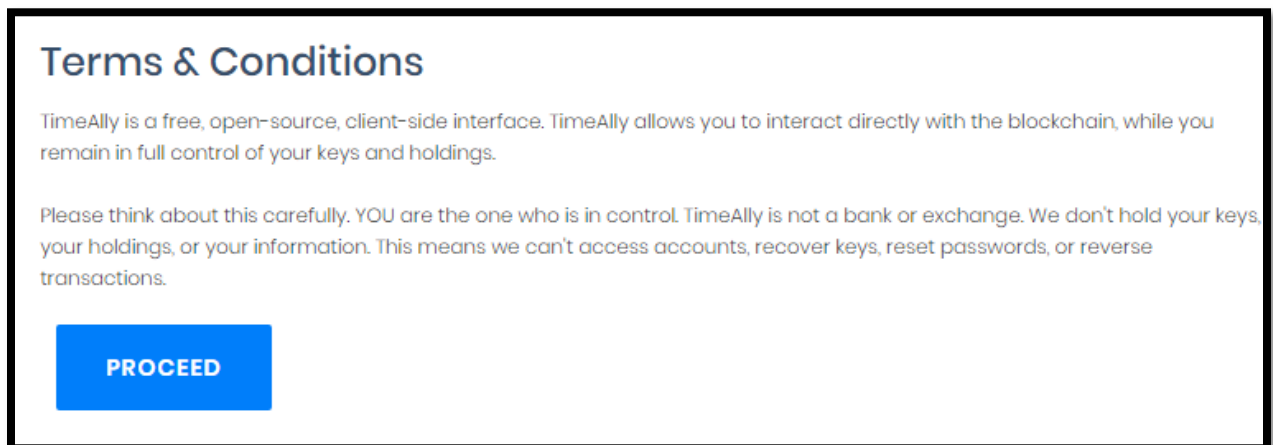 Terms & Conditions
TimeAlly is a free, open-source, client-side interface. TimeAlly allows you to interact directly with the blockchain, while you
remain in full control of your keys and holdings.
Please think about this carefully. YOU are the one who is in control. TimeAlly is not a bank or exchange. We don't hold your keys,
your holdings, or your information. This means we can't access accounts, recover keys, reset passwords, or reverse
transactions.
PROCEED